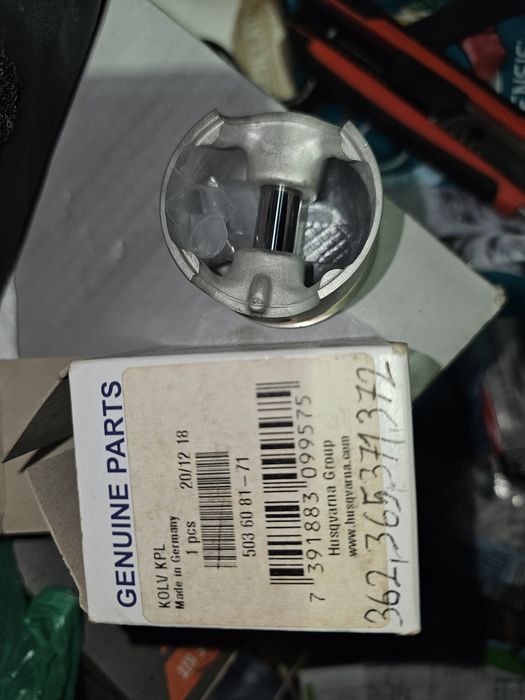 GENUINE PARTS
KOLV KPL
Made in Germany
1 pcs 20/12 18
503 60 81-71
7 391883 099575
Husqvarna Group
www.husqvarna.com
362,365,371,372